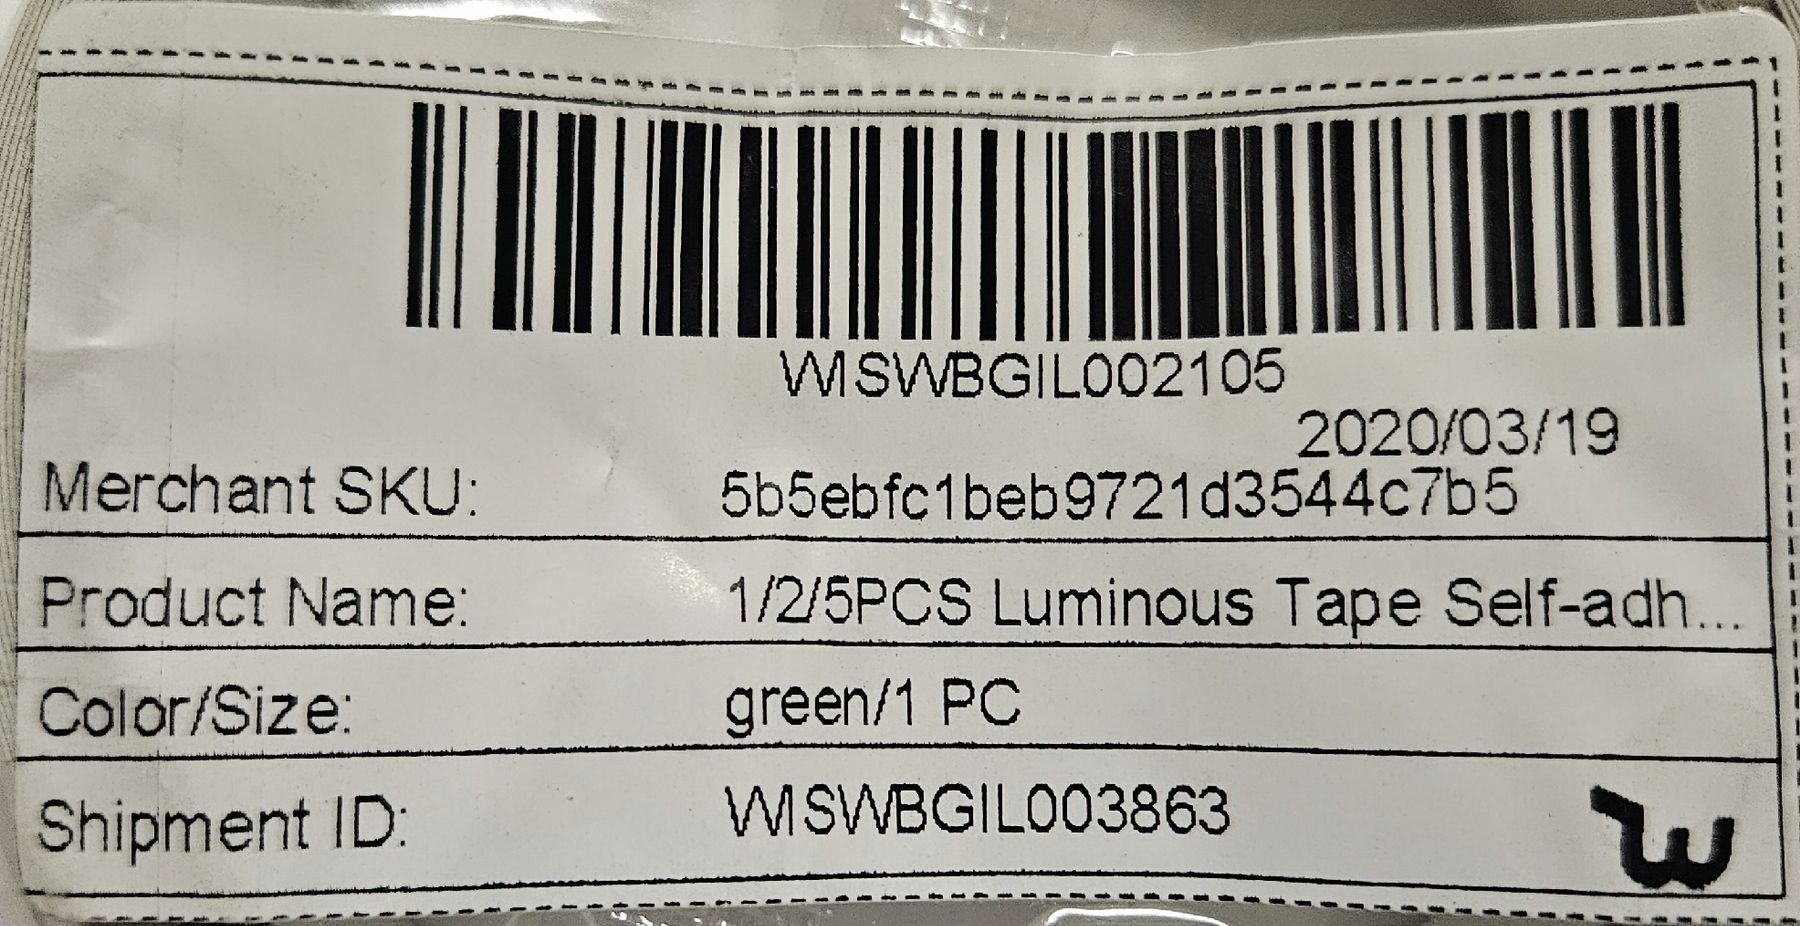 WISWBGIL002105
2020/03/19
Merchant SKU: 5b5ebfc1beb9721d3544c7b5
Product Name: 1/2/5PCS Luminous Tape Self-adh...
Color/Size: green/1 PC
Shipment ID: WISWBGIL003863